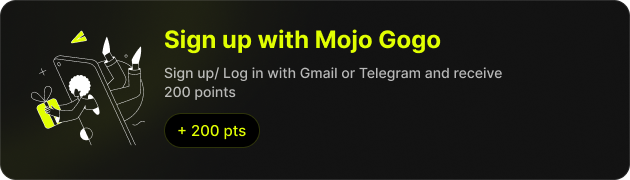 Sign up with Mojo Gogo
Sign up/ Log in with Gmail or Telegram and receive
200 points
+ 200 pts